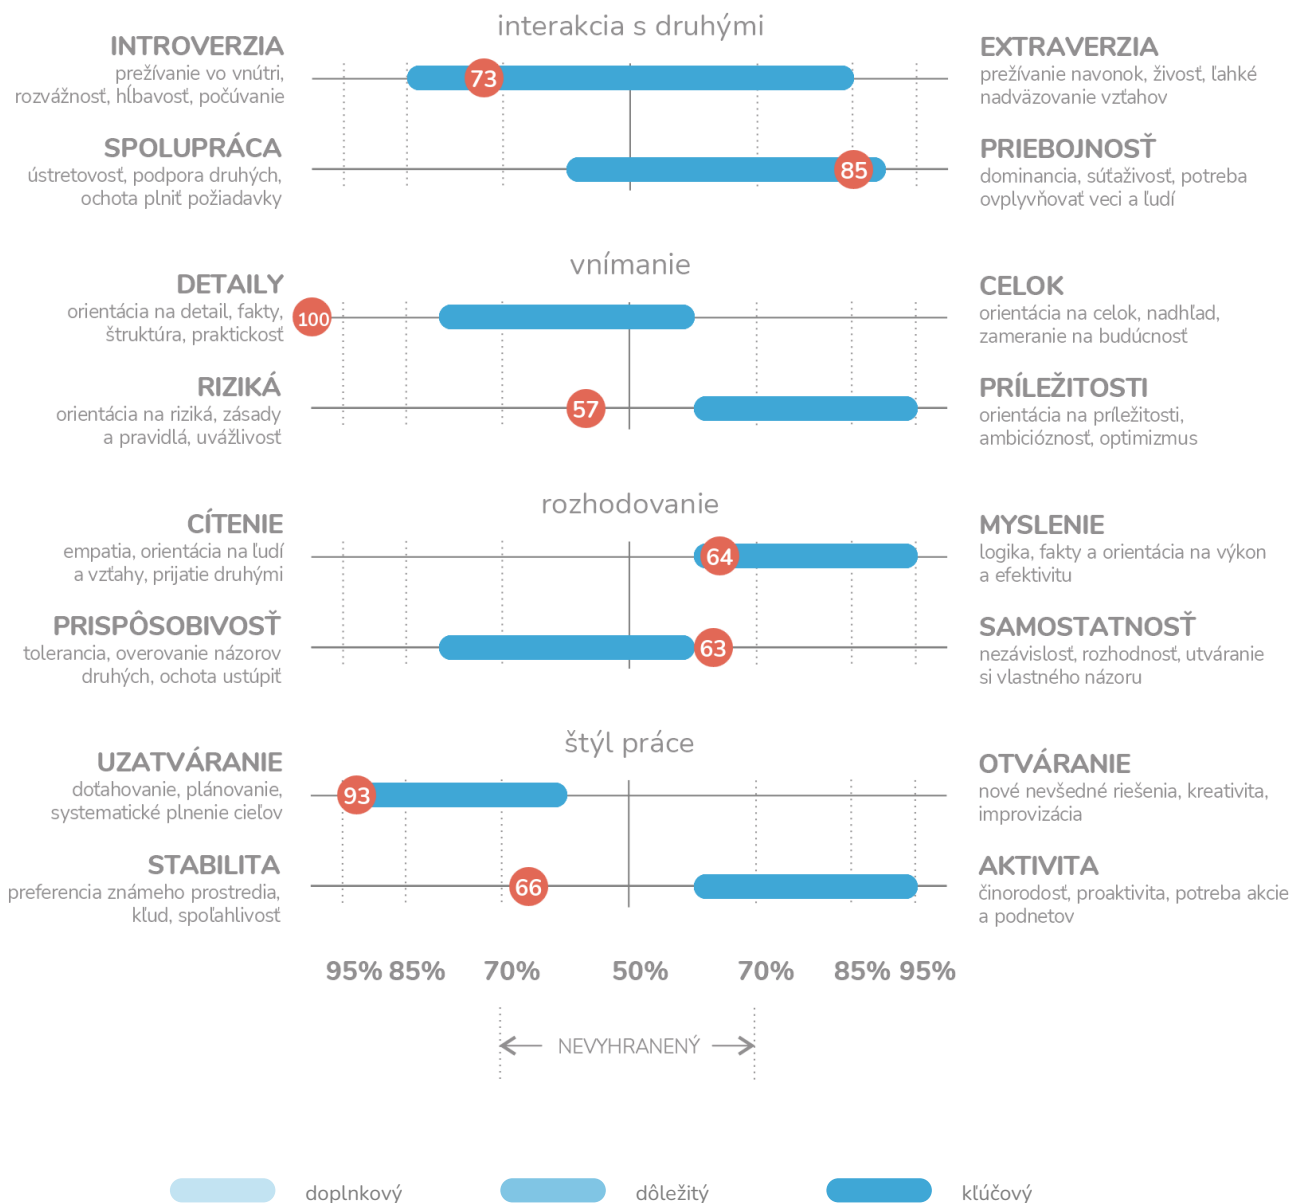 interakcia s druhými
INTROVERZIA
prežívanie vo vnútri,
rozvážnosť, hĺbavosť, počúvanie
73
EXTRAVERZIA
prežívanie navonok, živosť, ľahké
nadväzovanie vzťahov
SPOLUPRÁCA
ústretovosť, podpora druhých,
ochota plniť požiadavky
85
PRIEBOJNOSŤ
dominancia, súťaživosť, potreba
ovplyvňovať veci a ľudí
vnímanie
DETAILY
orientácia na detail, fakty,
štruktúra, praktickosť
100
CELOK
orientácia na celok, nadhľad,
zameranie na budúcnosť
RIZIKÁ
orientácia na riziká, zásady
a pravidlá, uvážlivosť
57
PRÍLEŽITOSTI
orientácia na príležitosti,
ambicióznosť, optimizmus
rozhodovanie
CÍTENIE
empatia, orientácia na ľudí
a vzťahy, prijatie druhými
64
MYSLENIE
logika, fakty a orientácia na výkon
a efektivitu
PRISPÔSOBIVOSŤ
tolerancia, overovanie názorov
druhých, ochota ustúpiť
63
SAMOSTATNOSŤ
nezávislosť, rozhodnosť, utváranie
si vlastného názoru
štýl práce
UZATVÁRANIE
doťahovanie, plánovanie,
systematické plnenie cieľov
93
OTVÁRANIE
nové nevšedné riešenia, kreativita,
improvizácia
STABILITA
preferencia známeho prostredia,
kľud, spoľahlivosť
66
AKTIVITA
činorodosť, proaktivita, potreba akcie
a podnetov
95% 85% 70% 50% 70% 85% 95%
NEVYHRANENÝ
doplnkový dôležitý kľúčový